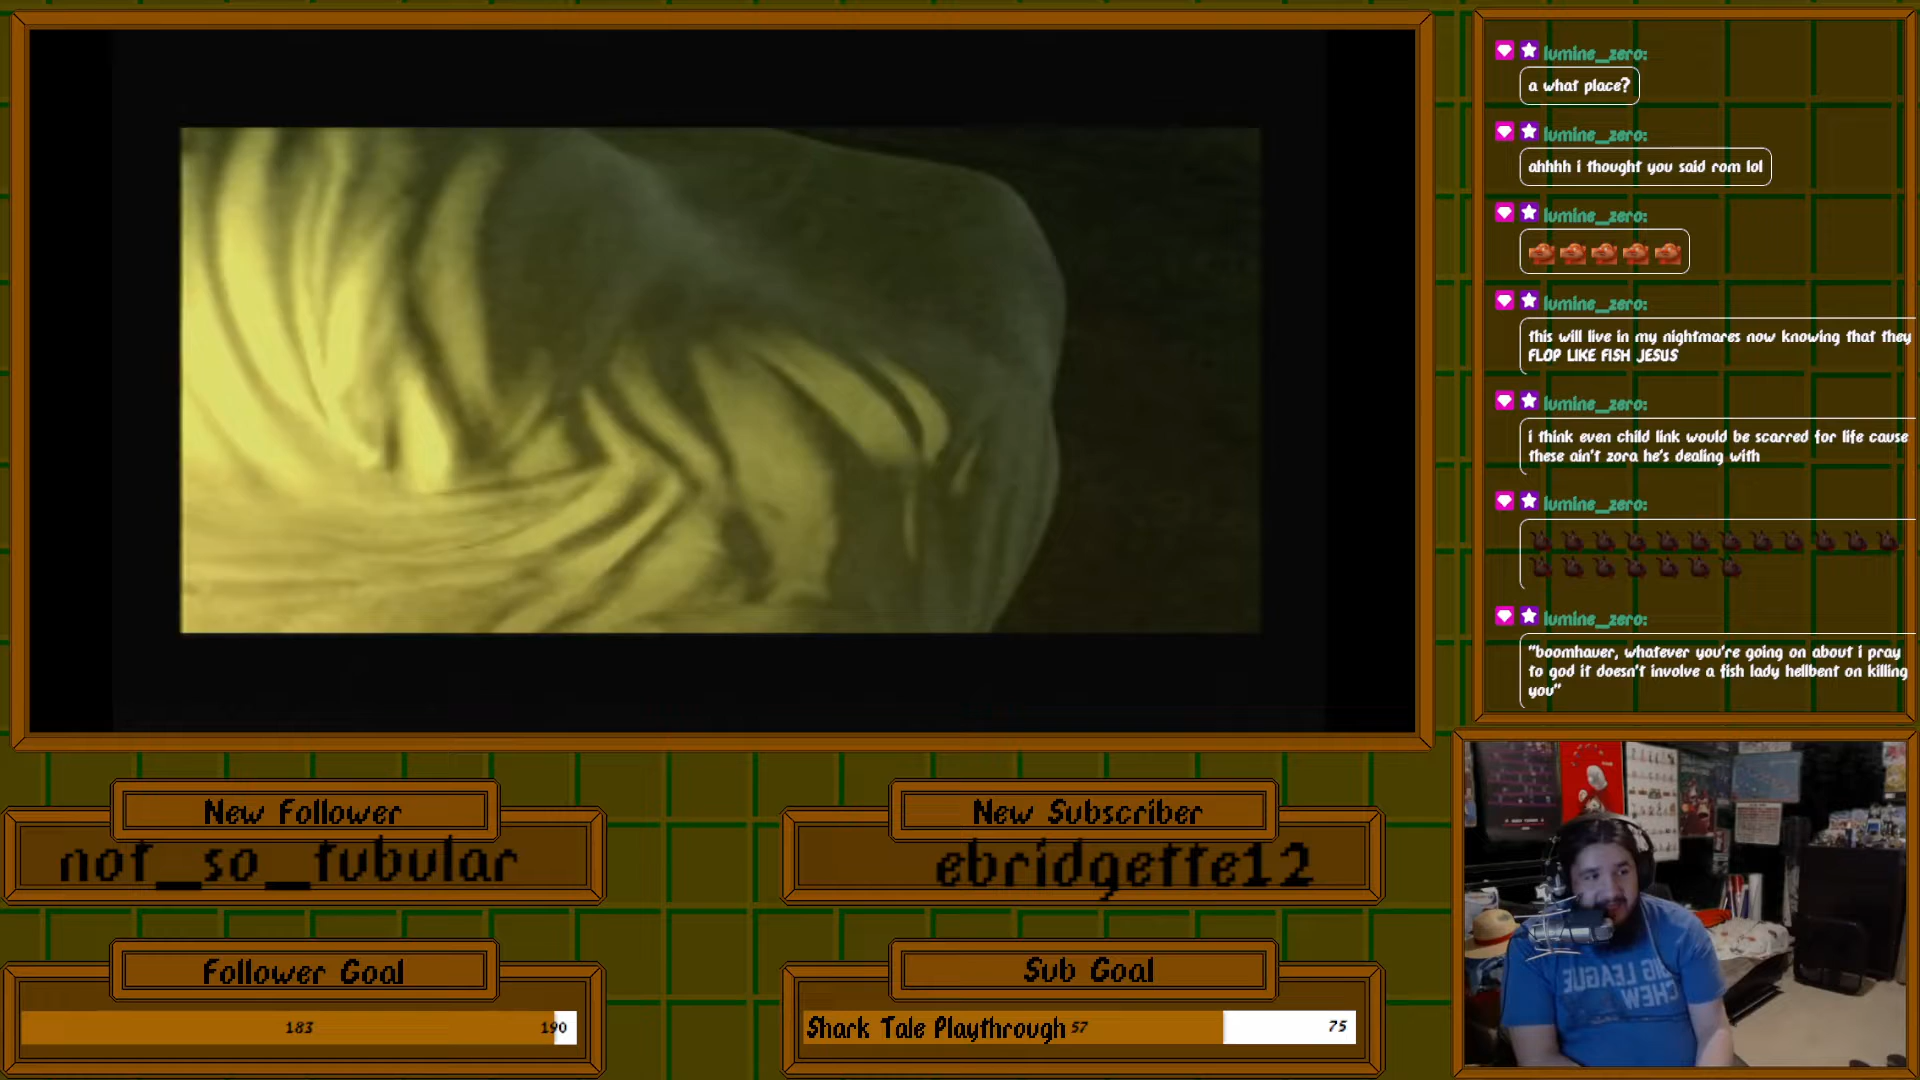 lumine_zero:
a what place?
lumine_zero:
ahhhh i thought you said rom lol
lumine_zero:
lumine_zero:
this will live in my nightmares now knowing that they
FLOP LIKE FISH JESUS
lumine_zero:
i think even child link would be scarred for life cause
these ain't zora he's dealing with
lumine_zero:
lumine_zero:
"boomhauer, whatever you're going on about i pray
to god it doesn't involve a fish lady hellbent on killing
you"
New Follower
not_so_tubular
New Subscriber
ebridgette12
Follower Goal
183
190
Sub Goal
Shark Tale Playthrough 57
75
BIG LEAGUE
CHEW